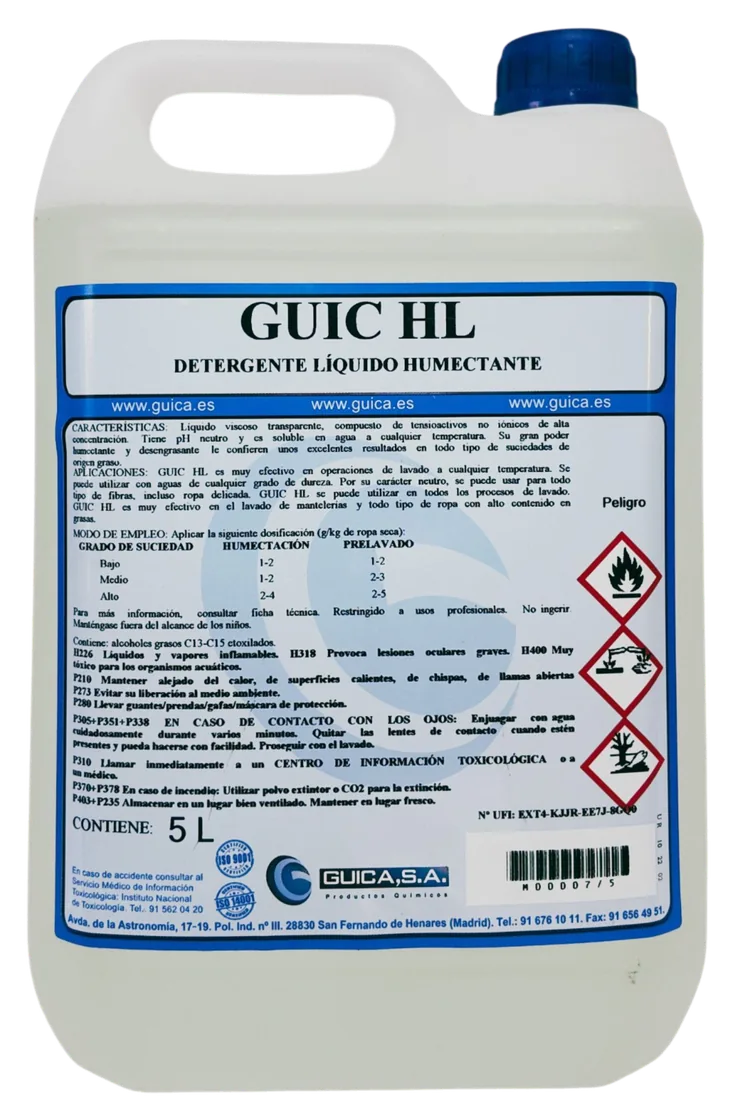 GUIC HL
DETERGENTE LÍQUIDO HUMECTANTE
www.guica.es www.guica.es www.guica.es
CARACTERÍSTICAS: Líquido viscoso transparente, compuesto de tensioactivos no iónicos de alta
concentración. Tiene pH neutro y es soluble en agua a cualquier temperatura. Su gran poder
humectante y desengrasante le confieren unos excelentes resultados en todo tipo de suciedades de
origen graso.
APLICACIONES: GUIC HL es muy efectivo en operaciones de lavado a cualquier temperatura. Se
puede utilizar con aguas de cualquier grado de dureza. Por su carácter neutro, se puede usar para todo
tipo de fibras, incluso ropa delicada. GUIC HL se puede utilizar en todos los procesos de lavado.
GUIC HL es muy efectivo en el lavado de mantelerias y todo tipo de ropa con alto contenido en
grasas.
Peligro
MODO DE EMPLEO: Aplicar la siguiente dosificación (g/kg de ropa seca):
GRADO DE SUCIEDAD HUMECTACIÓN PRELAVADO
Bajo 1-2 1-2
Medio 1-2 2-3
Alto 2-4 2-5
Para más información, consultar ficha técnica. Restringido a usos profesionales. No ingerir.
Manténgase fuera del alcance de los niños.
Contiene: alcoholes grasos C13-C15 etoxilados.
H226 Líquidos y vapores inflamables. H318 Provoca lesiones oculares graves. H400 Muy
tóxico para los organismos acuáticos.
P210 Mantener alejado del calor, de superficies calientes, de chispas, de llamas abiertas
P273 Evitar su liberación al medio ambiente.
P280 Llevar guantes/prendas/gafas/máscara de protección.
P305+P351+P338 EN CASO DE CONTACTO CON LOS OJOS: Enjuagar con agua
cuidadosamente durante varios minutos. Quitar las lentes de contacto cuando estén
presentes y pueda hacerse con facilidad. Proseguir con el lavado.
P310 Llamar inmediatamente a un CENTRO DE INFORMACIÓN TOXICOLÓGICA o a
un médico.
P370+P378 En caso de incendio: Utilizar polvo extintor o CO2 para la extinción.
P403+P235 Almacenar en un lugar bien ventilado. Mantener en lugar fresco.
Nº UFI: EXT4-KJJR-EE7J-8GQ0
CONTIENE: 5 L
ISO 9001
ISO 14001
En caso de accidente consultar al
Servicio Médico de Información
Toxicológica: Instituto Nacional
de Toxicología. Tel.. 91 562 04 20
GUICA,S.A.
Productos Químicos
M00007/5
Avda. de la Astronomía, 17-19. Pol. Ind. nº III. 28830 San Fernando de Henares (Madrid). Tel.: 91 676 10 11. Fax: 91 656 49 51.